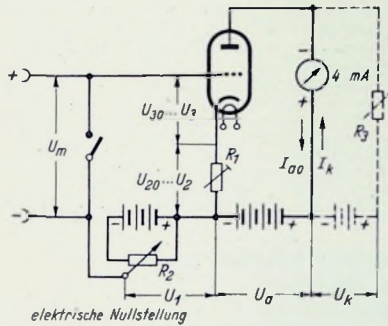 +
-
4 mA
+
U30...U3
Um
R1
R3
Iao
Ik
U20...U2
-
- +
- +
- +
R2
U1
Ua
Uk
elektrische Nullstellung